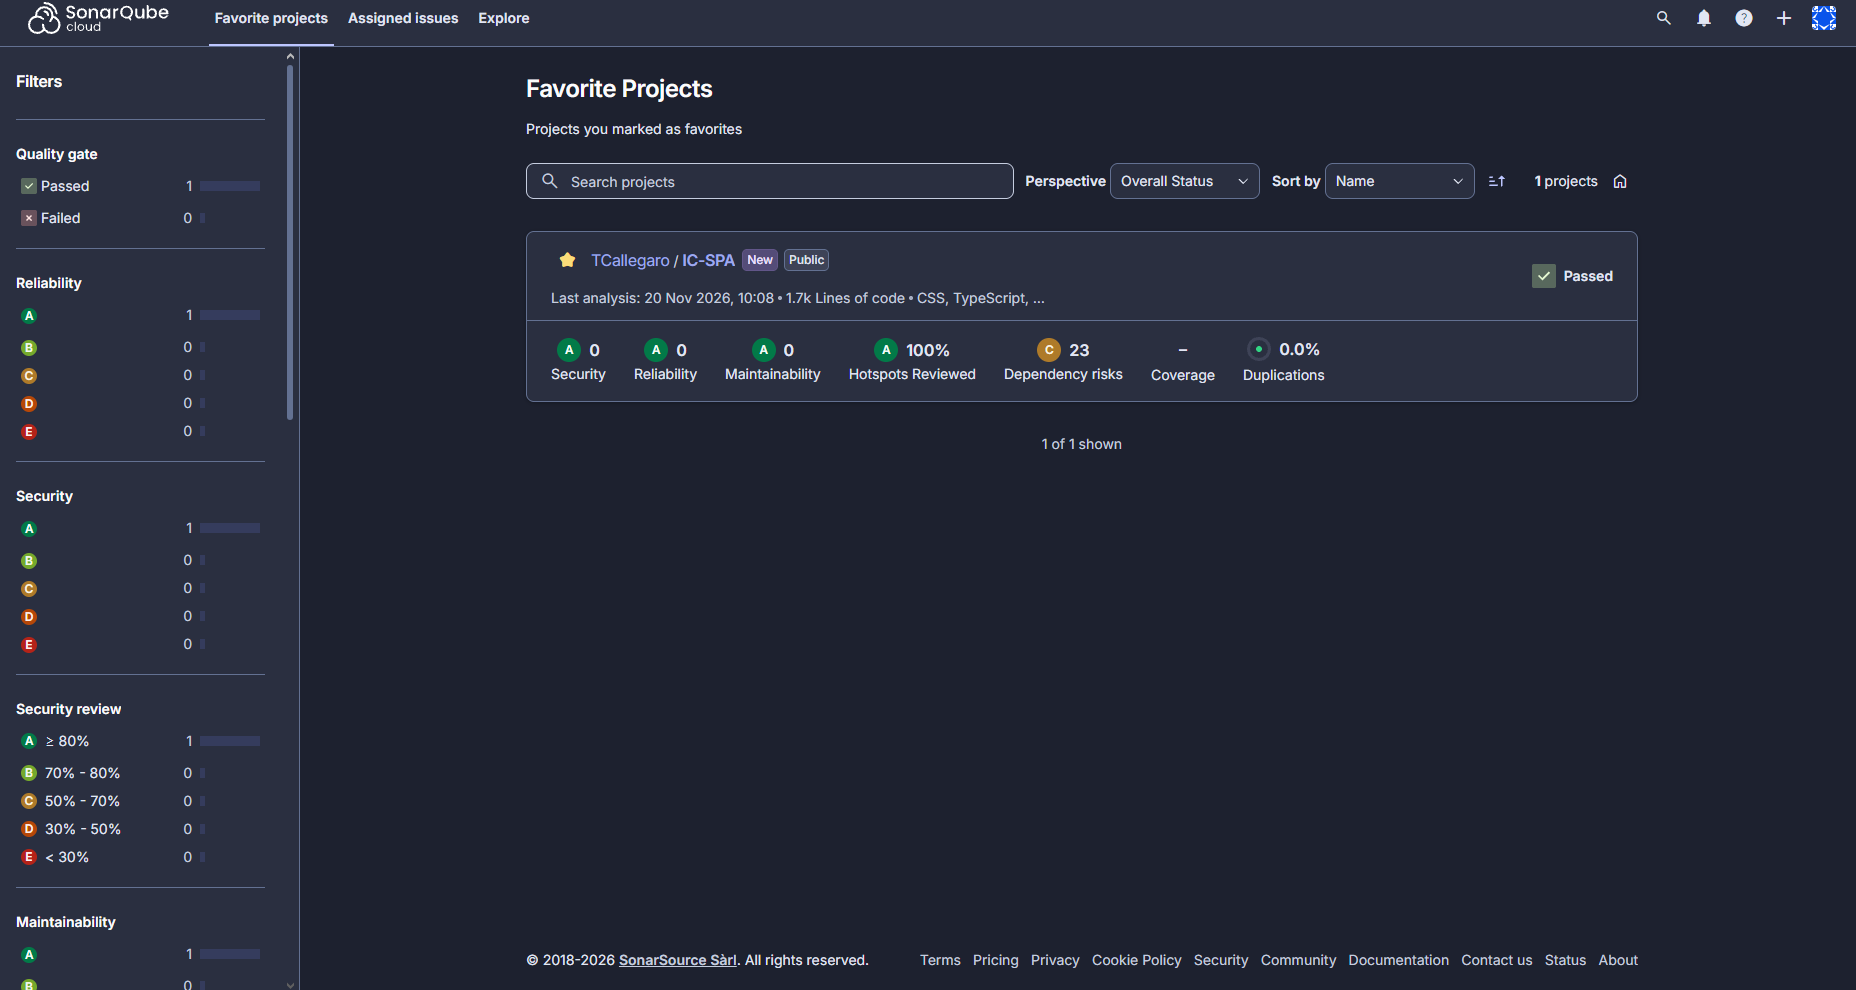 SonarQube
cloud
Favorite projects
Assigned issues
Explore
?
Filters
Quality gate
Passed 1
Failed 0
Reliability
A 1
B 0
C 0
D 0
E 0
Security
A 1
B 0
C 0
D 0
E 0
Security review
A ≥ 80% 1
B 70% - 80% 0
C 50% - 70% 0
D 30% - 50% 0
E < 30% 0
Maintainability
A 1
B 0
Favorite Projects
Projects you marked as favorites
Search projects
Perspective Overall Status
Sort by Name
1 projects
TCallegaro / IC-SPA New Public
Last analysis: 20 Nov 2026, 10:08 • 1.7k Lines of code • CSS, TypeScript, ...
Passed
A 0
Security
A 0
Reliability
A 0
Maintainability
A 100%
Hotspots Reviewed
C 23
Dependency risks
–
Coverage
0.0%
Duplications
1 of 1 shown
© 2018-2026 SonarSource Sàrl. All rights reserved.
Terms Pricing Privacy Cookie Policy Security Community Documentation Contact us Status About